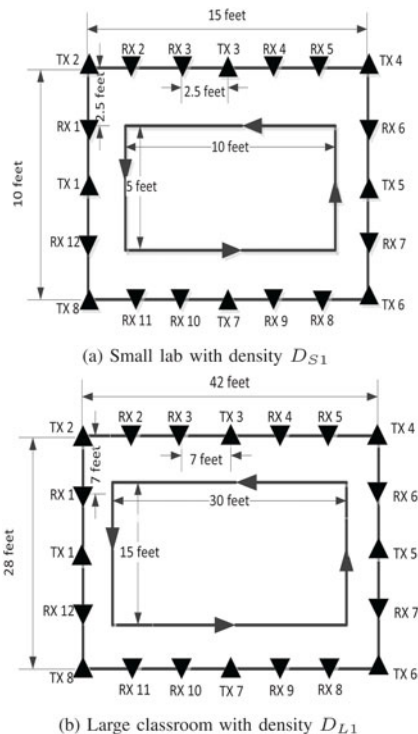 15 feet
TX 2 RX 2 RX 3 TX 3 RX 4 RX 5 TX 4
2.5 feet
2.5 feet
RX 1 RX 6
10 feet
10 feet
TX 1 5 feet TX 5
RX 12 RX 7
TX 8 TX 6
RX 11 RX 10 TX 7 RX 9 RX 8
(a) Small lab with density D_{S1}
42 feet
TX 2 RX 2 RX 3 TX 3 RX 4 RX 5 TX 4
7 feet
7 feet
RX 1 RX 6
30 feet
28 feet
TX 1 15 feet TX 5
RX 12 RX 7
TX 8 TX 6
RX 11 RX 10 TX 7 RX 9 RX 8
(b) Large classroom with density D_{L1}